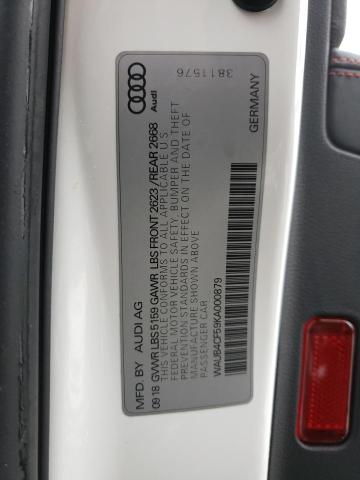 MFD. BY AUDI AG
09 18 GVWR LBS 5159 GAWR LBS FRONT 2623 / REAR 2668
THIS VEHICLE CONFORMS TO ALL APPLICABLE U S
FEDERAL MOTOR VEHICLE SAFETY, BUMPER AND THEFT
PREVENTION STANDARDS IN EFFECT ON THE DATE OF
MANUFACTURE SHOWN ABOVE
PASSENGER CAR
WAUB4CF59KA000879
Audi
3811576
GERMANY